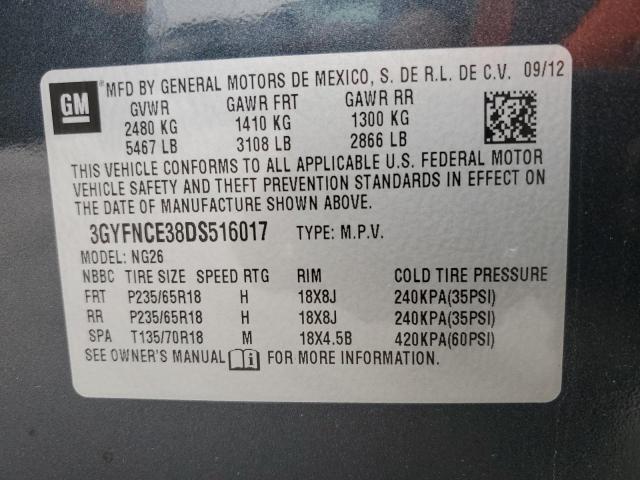 GM
®MFD BY GENERAL MOTORS DE MEXICO, S. DE R.L. DE C.V. 09/12
GVWR GAWR FRT GAWR RR
2480 KG 1410 KG 1300 KG
5467 LB 3108 LB 2866 LB
THIS VEHICLE CONFORMS TO ALL APPLICABLE U.S. FEDERAL MOTOR
VEHICLE SAFETY AND THEFT PREVENTION STANDARDS IN EFFECT ON
THE DATE OF MANUFACTURE SHOWN ABOVE.
3GYFNCE38DS516017 TYPE: M.P.V.
MODEL: NG26
NBBC TIRE SIZE SPEED RTG RIM COLD TIRE PRESSURE
FRT P235/65R18 H 18X8J 240KPA(35PSI)
RR P235/65R18 H 18X8J 240KPA(35PSI)
SPA T135/70R18 M 18X4.5B 420KPA(60PSI)
SEE OWNER'S MANUAL FOR MORE INFORMATION.